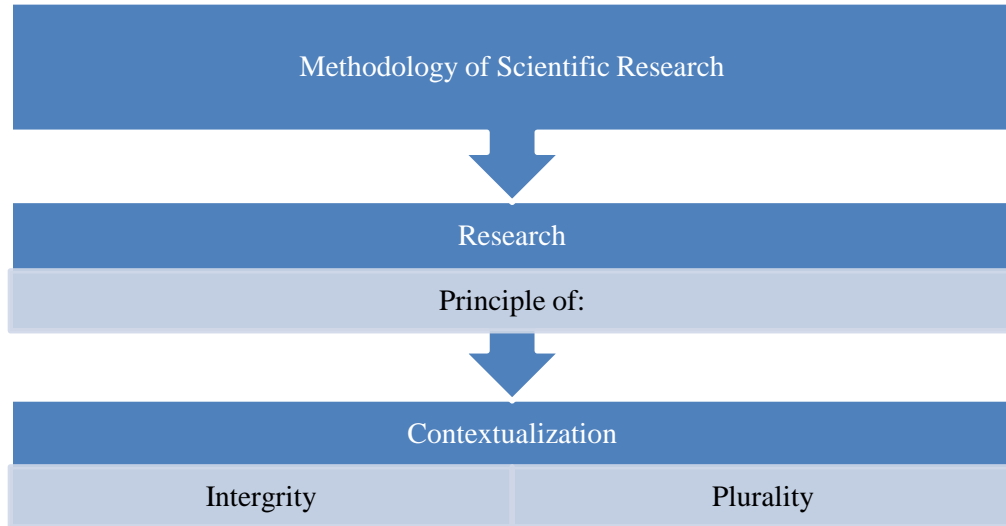 Methodology of Scientific Research
Research
Principle of:
Contextualization
Intergrity
Plurality